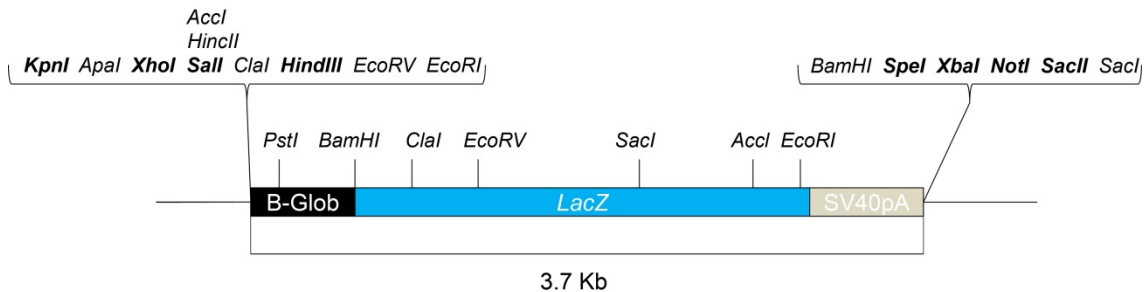 AccI
HincII
KpnI ApaI XhoI SalI ClaI HindIII EcoRV EcoRI
BamHI SpeI XbaI NotI SacII SacI
PstI BamHI ClaI EcoRV SacI AccI EcoRI
B-Glob LacZ SV40pA
3.7 Kb